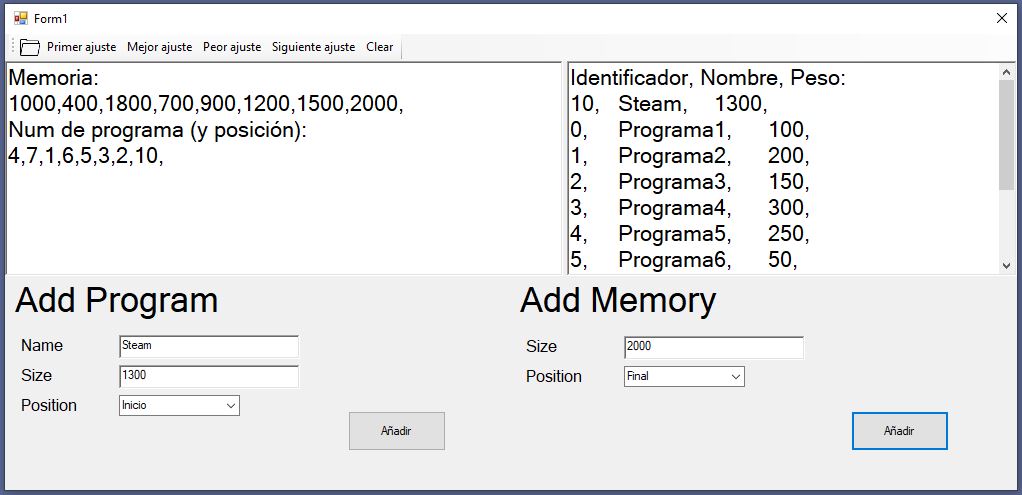 Form1
Primer ajuste Mejor ajuste Peor ajuste Siguiente ajuste Clear
Memoria:
1000,400,1800,700,900,1200,1500,2000,
Num de programa (y posición):
4,7,1,6,5,3,2,10,
Identificador, Nombre, Peso:
10, Steam, 1300,
0, Programa1, 100,
1, Programa2, 200,
2, Programa3, 150,
3, Programa4, 300,
4, Programa5, 250,
5, Programa6, 50,
Add Program
Name Steam
Size 1300
Position Inicio
Añadir
Add Memory
Size 2000
Position Final
Añadir